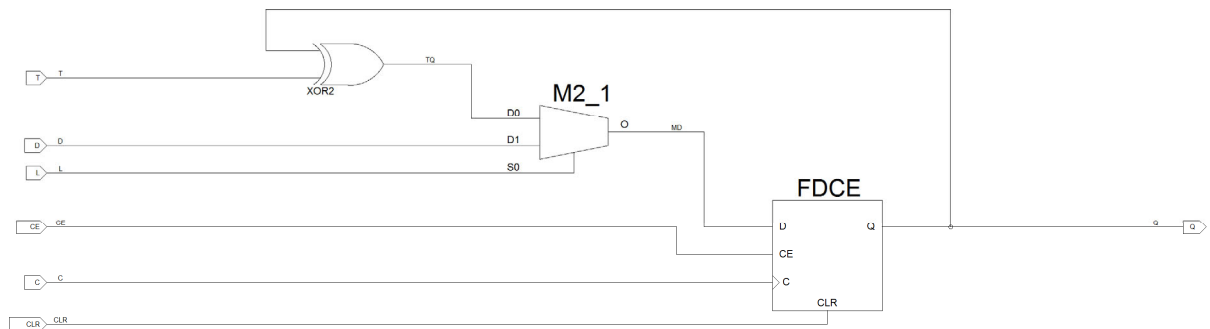 T T
XOR2
TQ
M2_1
D0
O
MD
D D
D1
L L
S0
FDCE
CE CE
D Q
Q Q
CE
C C
C
CLR
CLR CLR